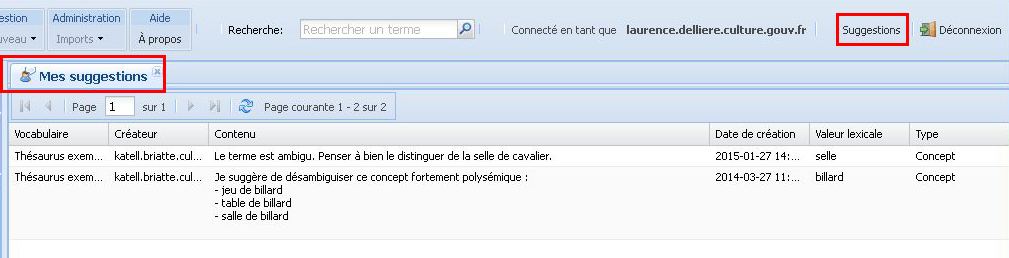 estion Administration Aide
uveau Imports À propos
Recherche: Rechercher un terme Connecté en tant que laurence.delliere.culture.gouv.fr Suggestions Déconnexion
Mes suggestions
Page 1 sur 1 Page courante 1 - 2 sur 2
Vocabulaire Créateur Contenu Date de création Valeur lexicale Type
Thésaurus exem... katell.briatte.cul... Le terme est ambigu. Penser à bien le distinguer de la selle de cavalier. 2015-01-27 14:... selle Concept
Thésaurus exem... katell.briatte.cul... Je suggère de désambiguiser ce concept fortement polysémique : 2014-03-27 11:... billard Concept
- jeu de billard
- table de billard
- salle de billard